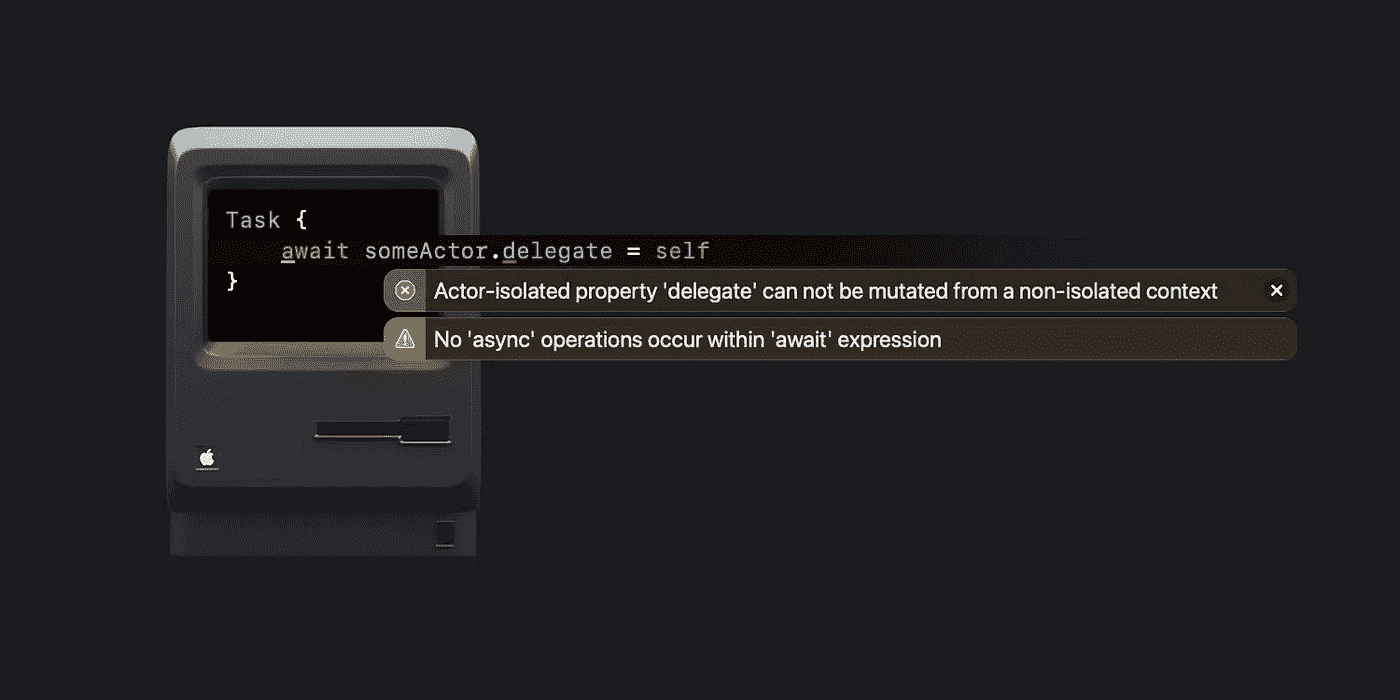 Task {
    await someActor.delegate = self
}
Actor-isolated property 'delegate' can not be mutated from a non-isolated context
No 'async' operations occur within 'await' expression